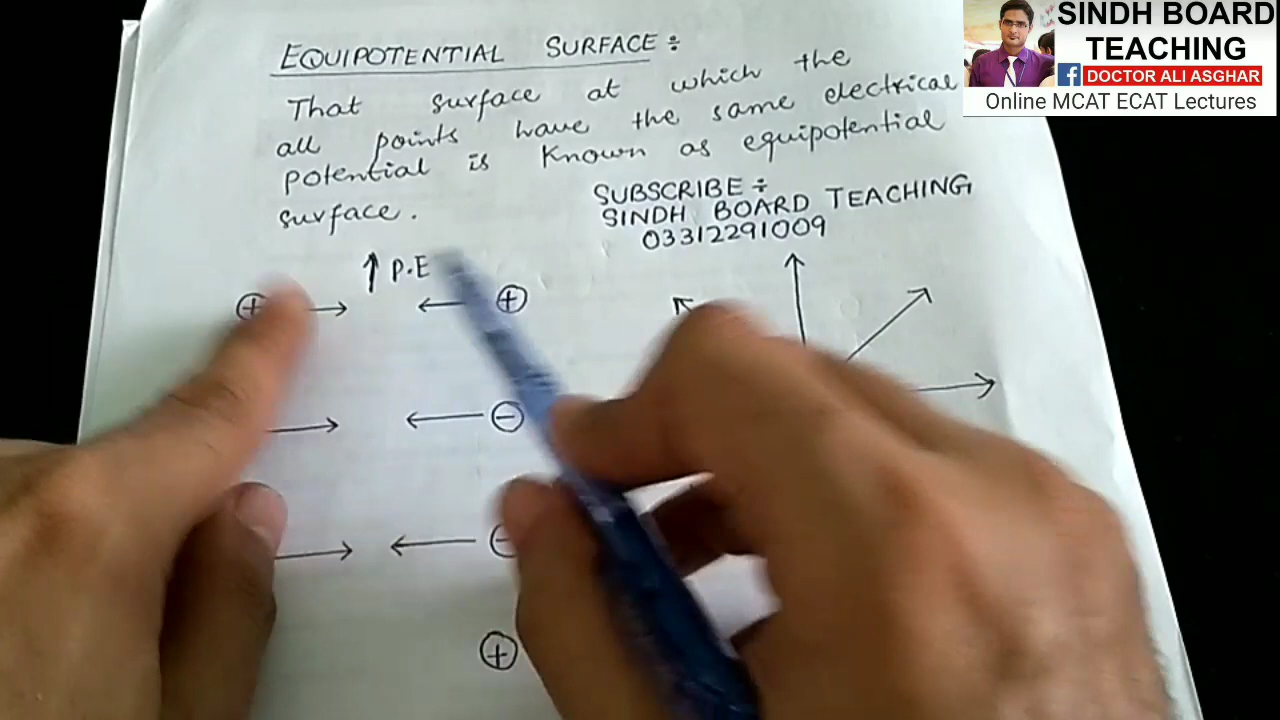 SINDH BOARD
TEACHING
DOCTOR ALI ASGHAR
Online MCAT ECAT Lectures
EQUIPOTENTIAL SURFACE ÷
That surface at which the
all points have the same electrical
potential is known as equipotential
surface.
SUBSCRIBE ÷
SINDH BOARD TEACHING
03312291009
↑ P.E
+ → ← +
→ ← −
→ ← −
+